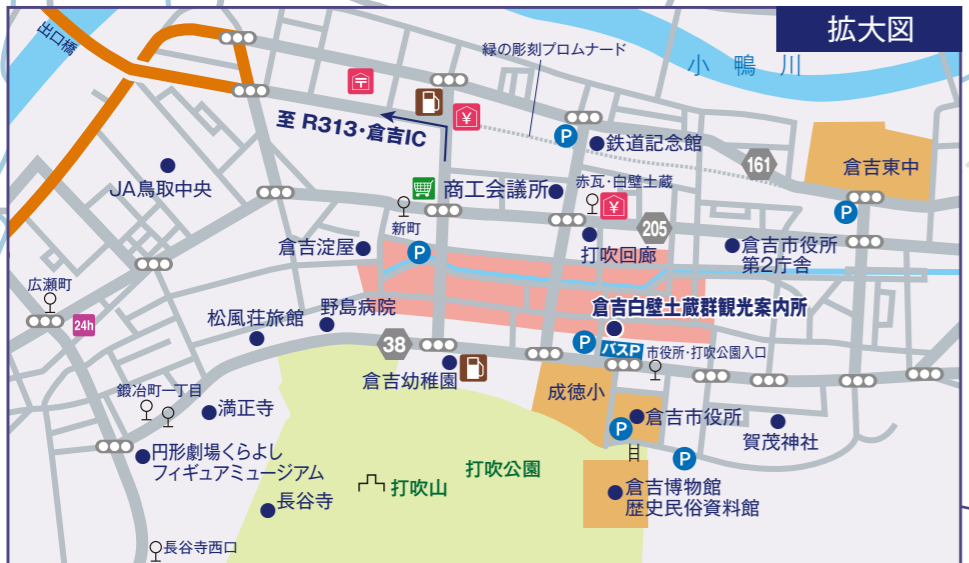 拡大図
出口橋
緑の彫刻プロムナード
小鴨川
〒
¥
至 R313・倉吉IC
P
鉄道記念館
161
倉吉東中
JA鳥取中央
商工会議所
赤瓦・白壁土蔵
¥
P
新町
205
倉吉淀屋
P
打吹回廊
倉吉市役所
第2庁舎
広瀬町
24h
野島病院
松風荘旅館
倉吉白壁土蔵群観光案内所
38
P
バスP
市役所・打吹公園入口
倉吉幼稚園
成徳小
鍛冶町一丁目
満正寺
倉吉市役所
P
賀茂神社
円形劇場くらよし
フィギュアミュージアム
打吹公園
P
打吹山
長谷寺
倉吉博物館
歴史民俗資料館
長谷寺西口